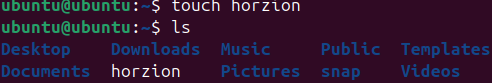 ubuntu@ubuntu:~$ touch horzion
ubuntu@ubuntu:~$ ls
Desktop Downloads Music Public Templates
Documents horzion Pictures snap Videos